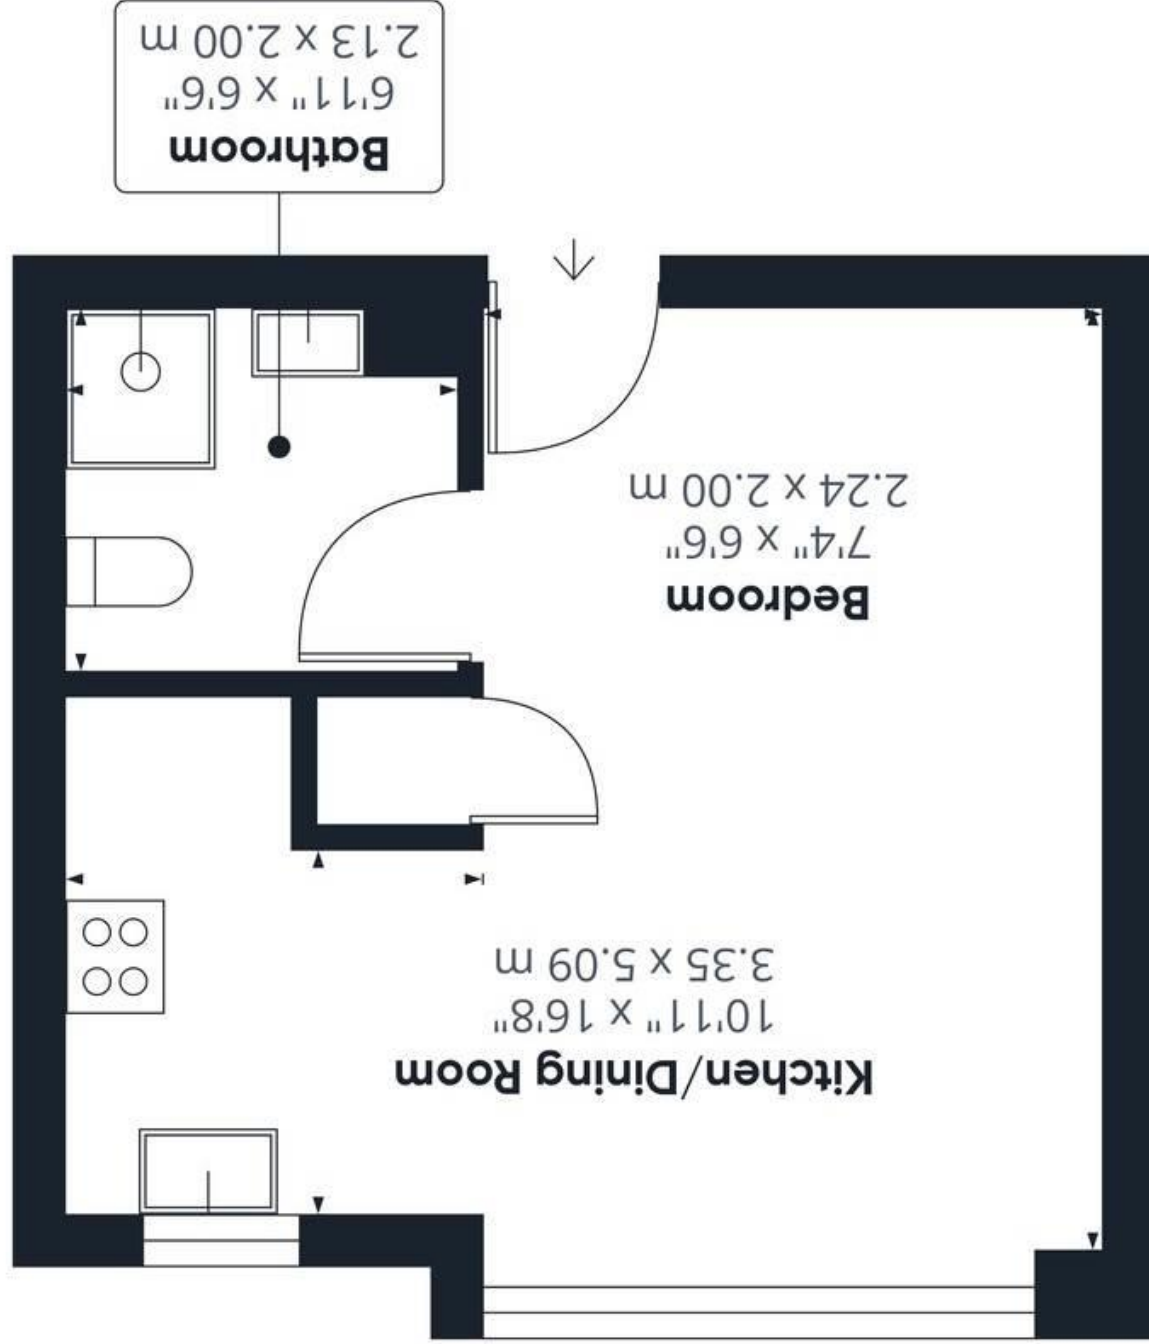 Kitchen/Dining Room
10'11" x 16'8"
3.35 x 5.09 m
Bedroom
7'4" x 6'6"
2.24 x 2.00 m
Bathroom
6'11" x 6'6"
2.13 x 2.00 m